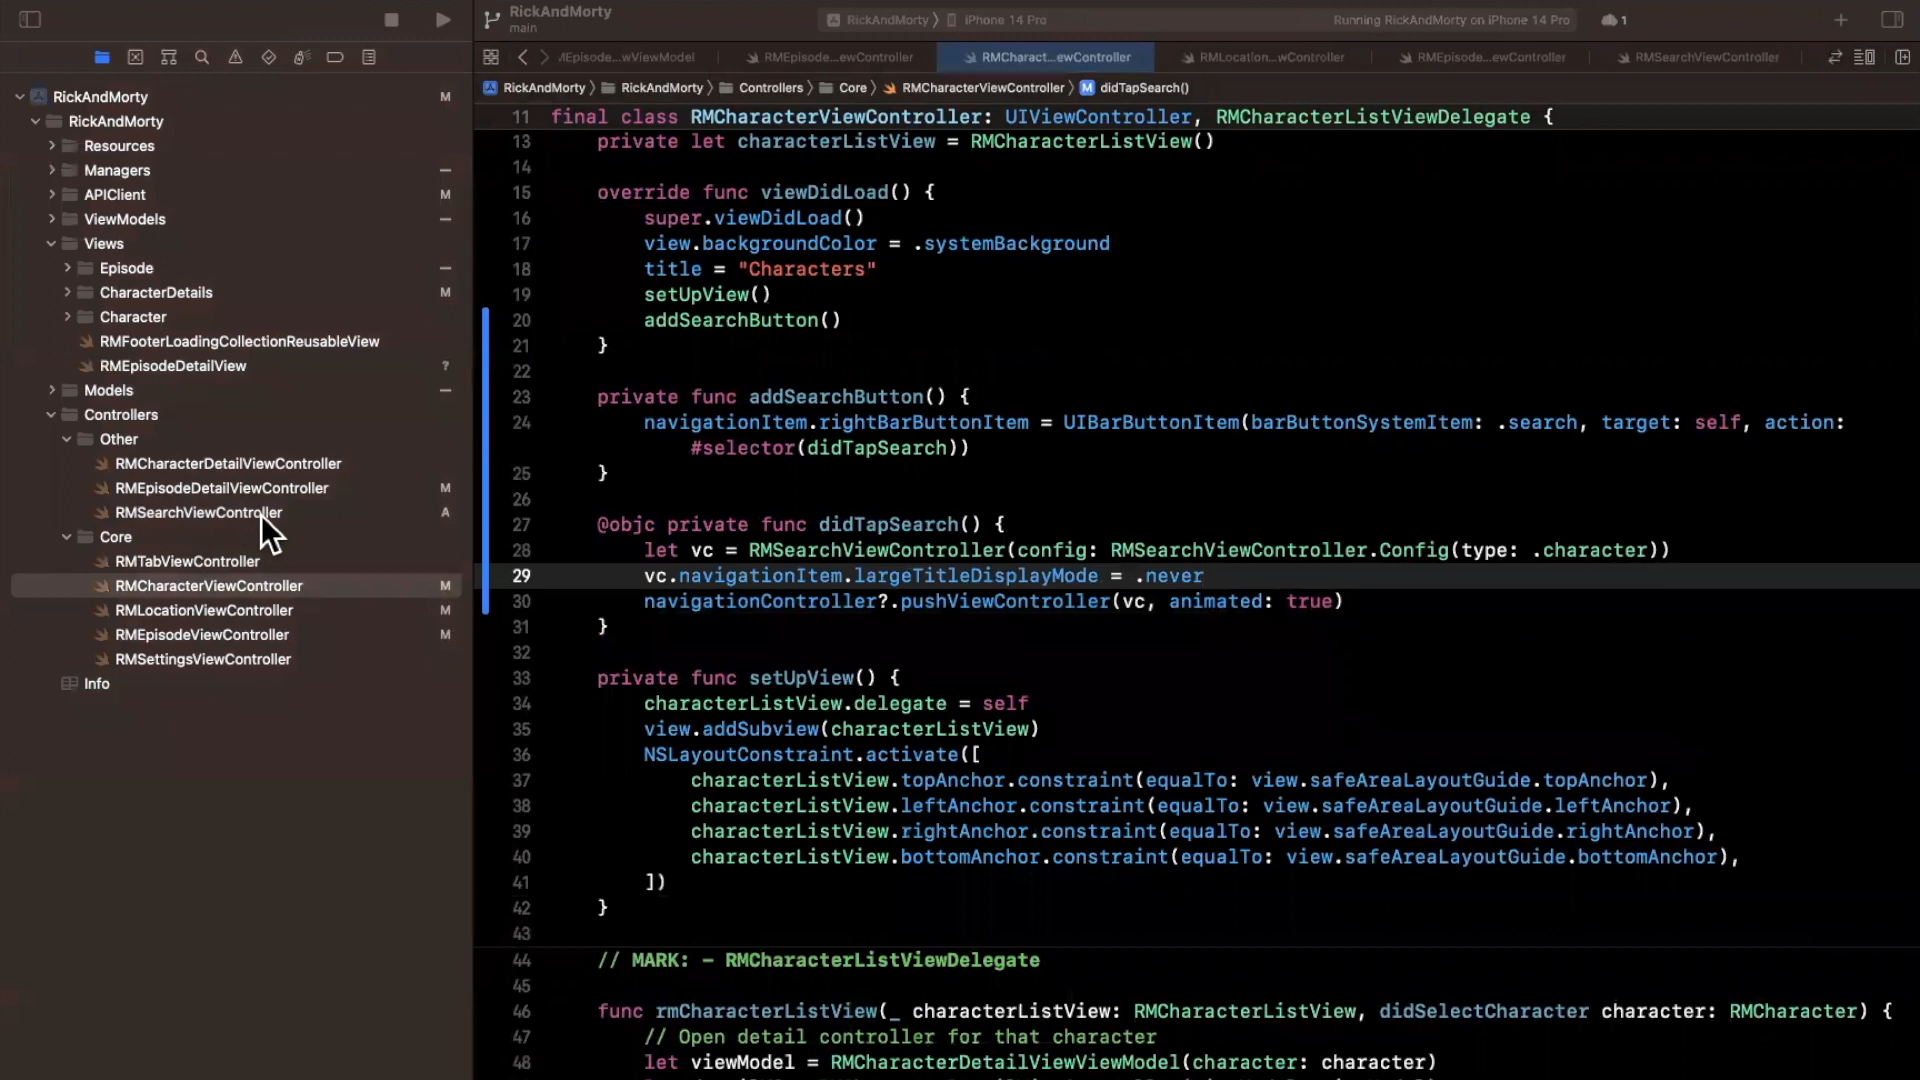 RickAndMorty
main
RickAndMorty
iPhone 14 Pro
Running RickAndMorty on iPhone 14 Pro
1
/Episode...wViewModel
RMEpisode...ewController
RMCharact...ewController
RMLocation...wController
RMEpisode...ewController
RMSearchViewController
RickAndMorty
RickAndMorty
Controllers
Core
RMCharacterViewController
M
didTapSearch()
RickAndMorty M
RickAndMorty
Resources
Managers
APIClient M
ViewModels
Views
Episode
CharacterDetails M
Character
RMFooterLoadingCollectionReusableView
RMEpisodeDetailView ?
Models
Controllers
Other
RMCharacterDetailViewController
RMEpisodeDetailViewController M
RMSearchViewController A
Core
RMTabViewController
RMCharacterViewController M
RMLocationViewController M
RMEpisodeViewController M
RMSettingsViewController
Info
11 final class RMCharacterViewController: UIViewController, RMCharacterListViewDelegate {
13 private let characterListView = RMCharacterListView()
14
15 override func viewDidLoad() {
16 super.viewDidLoad()
17 view.backgroundColor = .systemBackground
18 title = "Characters"
19 setUpView()
20 addSearchButton()
21 }
22
23 private func addSearchButton() {
24 navigationItem.rightBarButtonItem = UIBarButtonItem(barButtonSystemItem: .search, target: self, action:
#selector(didTapSearch))
25 }
26
27 @objc private func didTapSearch() {
28 let vc = RMSearchViewController(config: RMSearchViewController.Config(type: .character))
29 vc.navigationItem.largeTitleDisplayMode = .never
30 navigationController?.pushViewController(vc, animated: true)
31 }
32
33 private func setUpView() {
34 characterListView.delegate = self
35 view.addSubview(characterListView)
36 NSLayoutConstraint.activate([
37 characterListView.topAnchor.constraint(equalTo: view.safeAreaLayoutGuide.topAnchor),
38 characterListView.leftAnchor.constraint(equalTo: view.safeAreaLayoutGuide.leftAnchor),
39 characterListView.rightAnchor.constraint(equalTo: view.safeAreaLayoutGuide.rightAnchor),
40 characterListView.bottomAnchor.constraint(equalTo: view.safeAreaLayoutGuide.bottomAnchor),
41 ])
42 }
43
44 // MARK: - RMCharacterListViewDelegate
45
46 func rmCharacterListView(_ characterListView: RMCharacterListView, didSelectCharacter character: RMCharacter) {
47 // Open detail controller for that character
48 let viewModel = RMCharacterDetailViewViewModel(character: character)